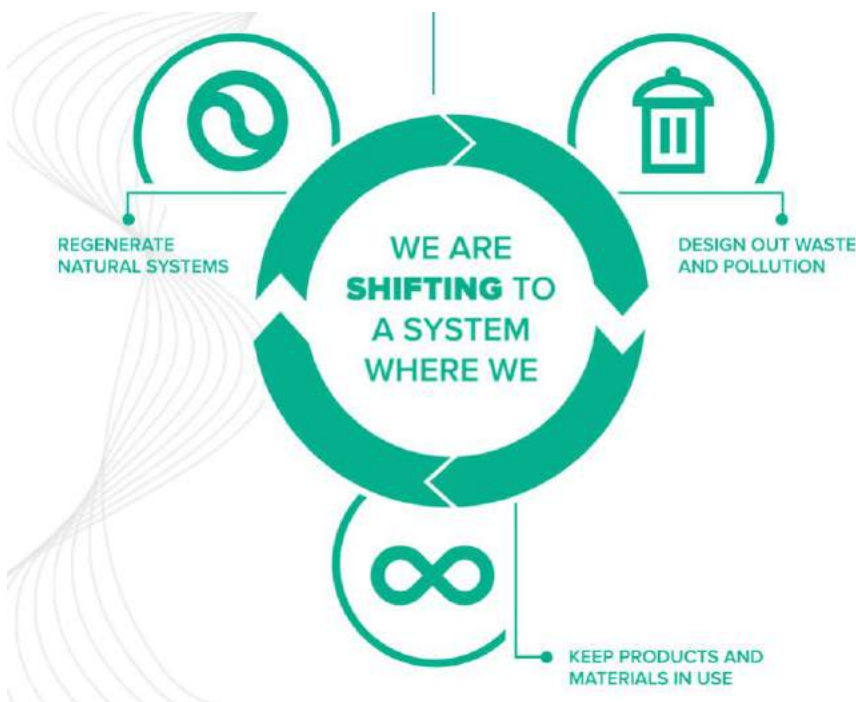 REGENERATE
NATURAL SYSTEMS
WE ARE
SHIFTING TO
A SYSTEM
WHERE WE
DESIGN OUT WASTE
AND POLLUTION
KEEP PRODUCTS AND
MATERIALS IN USE